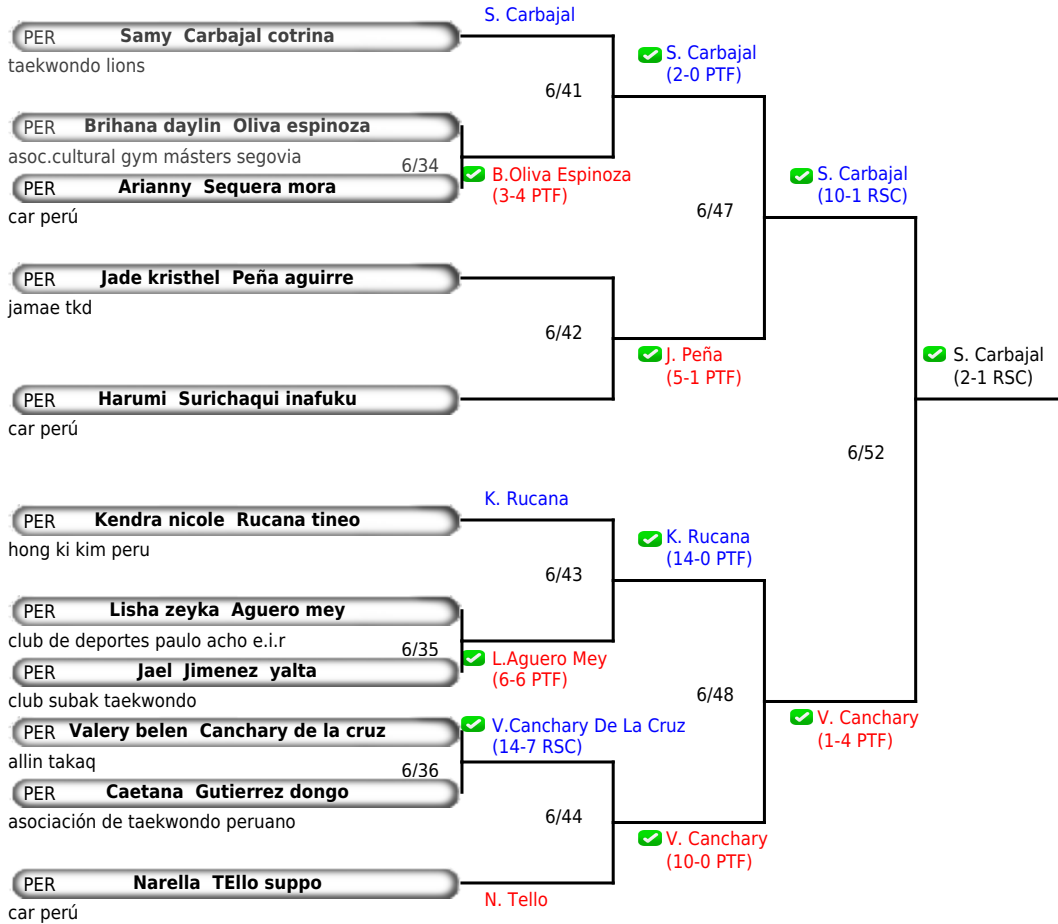 S. Carbajal
PER Samy Carbajal cotrina
taekwondo lions
6/41
S. Carbajal
(2-0 PTF)
PER Brihana daylin Oliva espinoza
asoc.cultural gym másters segovia
6/34
PER Arianny Sequera mora
car perú
B.Oliva Espinoza
(3-4 PTF)
6/47
S. Carbajal
(10-1 RSC)
PER Jade kristhel Peña aguirre
jamae tkd
6/42
J. Peña
(5-1 PTF)
PER Harumi Surichaqui inafuku
car perú
S. Carbajal
(2-1 RSC)
6/52
K. Rucana
PER Kendra nicole Rucana tineo
hong ki kim peru
6/43
K. Rucana
(14-0 PTF)
PER Lisha zeyka Aguero mey
club de deportes paulo acho e.i.r
6/35
PER Jael Jimenez yalta
club subak taekwondo
L.Aguero Mey
(6-6 PTF)
6/48
V. Canchary
(1-4 PTF)
PER Valery belen Canchary de la cruz
allin takaq
V.Canchary De La Cruz
(14-7 RSC)
6/36
PER Caetana Gutierrez dongo
asociación de taekwondo peruano
6/44
V. Canchary
(10-0 PTF)
PER Narella TEllo suppo
car perú
N. Tello